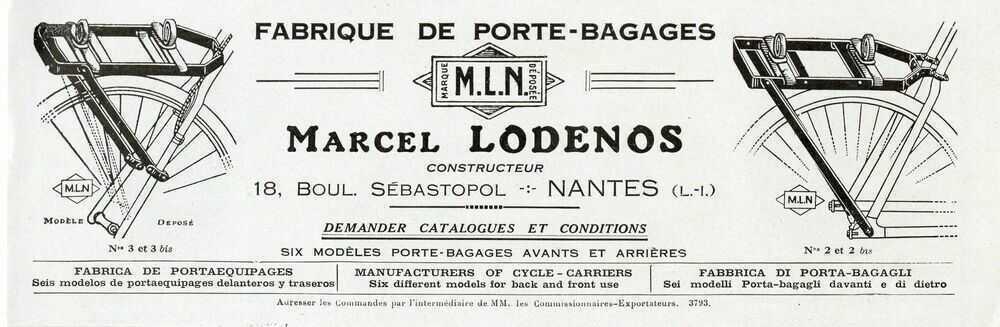 FABRIQUE DE PORTE-BAGAGES
MARQUE M.L.N. DÉPOSÉE
MARCEL LODENOS
CONSTRUCTEUR
18, BOUL. SÉBASTOPOL -:- NANTES (L.-I.)
DEMANDER CATALOGUES ET CONDITIONS
SIX MODÈLES PORTE-BAGAGES AVANTS ET ARRIÈRES
M.L.N
MODÈLE DEPOSÉ
Nos 3 et 3 bis
M.L.N
Nos 2 et 2 bis
FABRICA DE PORTAEQUIPAGES
Seis modelos de portaequipages delanteros y traseros
MANUFACTURERS OF CYCLE-CARRIERS
Six different models for back and front use
FABBRICA DI PORTA-BAGAGLI
Sei modelli Porta-bagagli davanti e di dietro
Adresser les Commandes par l'intermédiaire de MM. les Commissionnaires-Exportateurs. 3793.